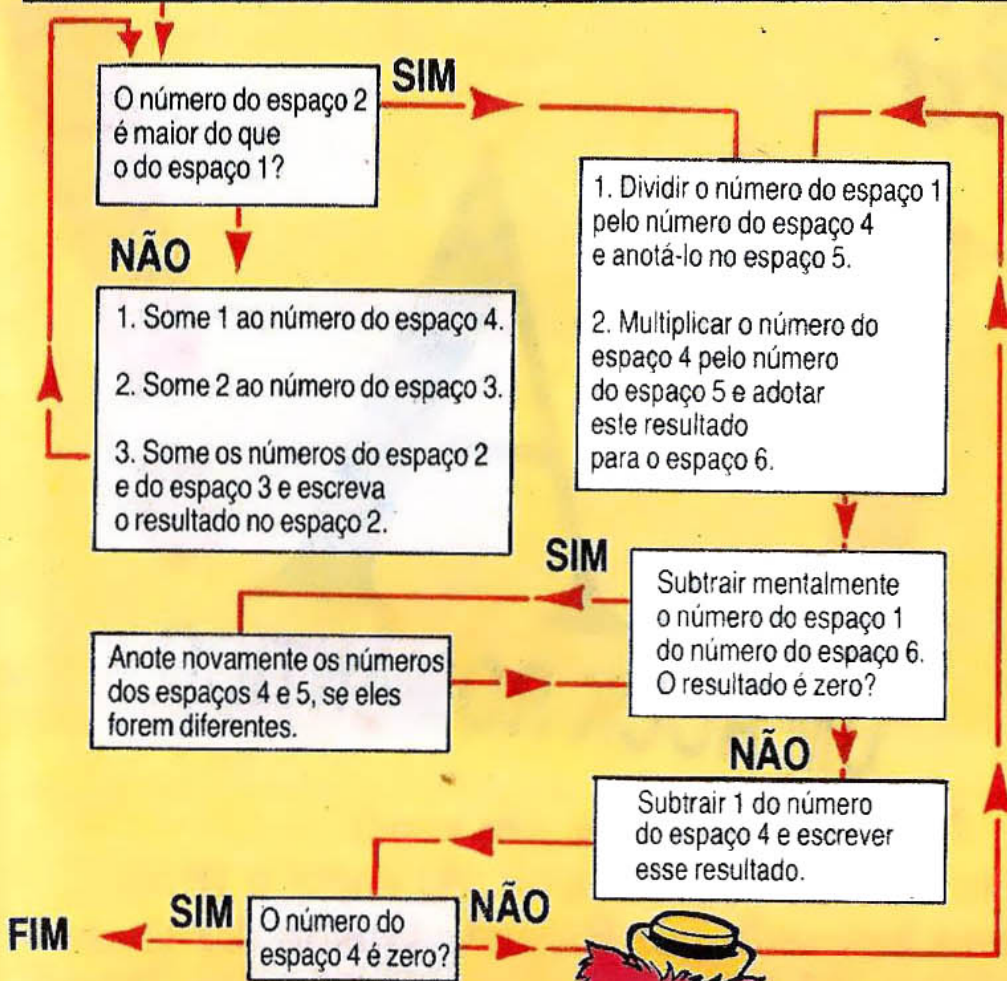 O número do espaço 2
é maior do que
o do espaço 1?
SIM
NÃO
1. Some 1 ao número do espaço 4.
2. Some 2 ao número do espaço 3.
3. Some os números do espaço 2
e do espaço 3 e escreva
o resultado no espaço 2.
1. Dividir o número do espaço 1
pelo número do espaço 4
e anotá-lo no espaço 5.
2. Multiplicar o número do
espaço 4 pelo número
do espaço 5 e adotar
este resultado
para o espaço 6.
Subtrair mentalmente
o número do espaço 1
do número do espaço 6.
O resultado é zero?
SIM
Anote novamente os números
dos espaços 4 e 5, se eles
forem diferentes.
NÃO
Subtrair 1 do número
do espaço 4 e escrever
esse resultado.
O número do
espaço 4 é zero?
NÃO
SIM
FIM